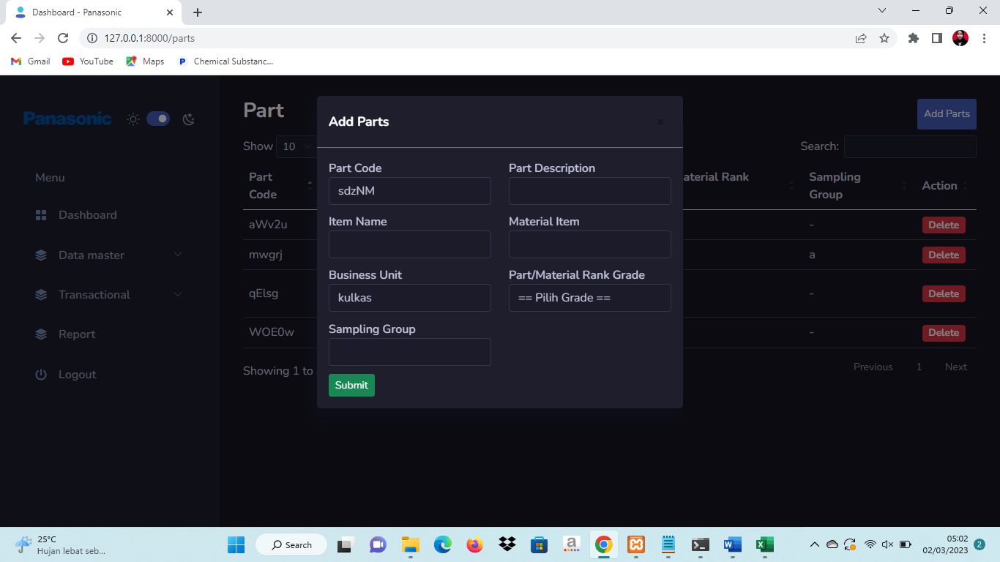 Dashboard - Panasonic
127.0.0.1:8000/parts
Gmail
YouTube
Maps
Chemical Substanc...
Panasonic
Menu
Dashboard
Data master
Transactional
Report
Logout
Part
Add Parts
Show 10
Search:
Part Code
aterial Rank
Sampling Group
Action
aWv2u
-
Delete
mwgrj
a
Delete
qElsg
-
Delete
WOE0w
-
Delete
Showing 1 to
Previous
1
Next
Add Parts
×
Part Code
sdzNM
Part Description
Item Name
Material Item
Business Unit
kulkas
Part/Material Rank Grade
== Pilih Grade ==
Sampling Group
Submit
25°C
Hujan lebat seb...
Search
05:02
02/03/2023
2